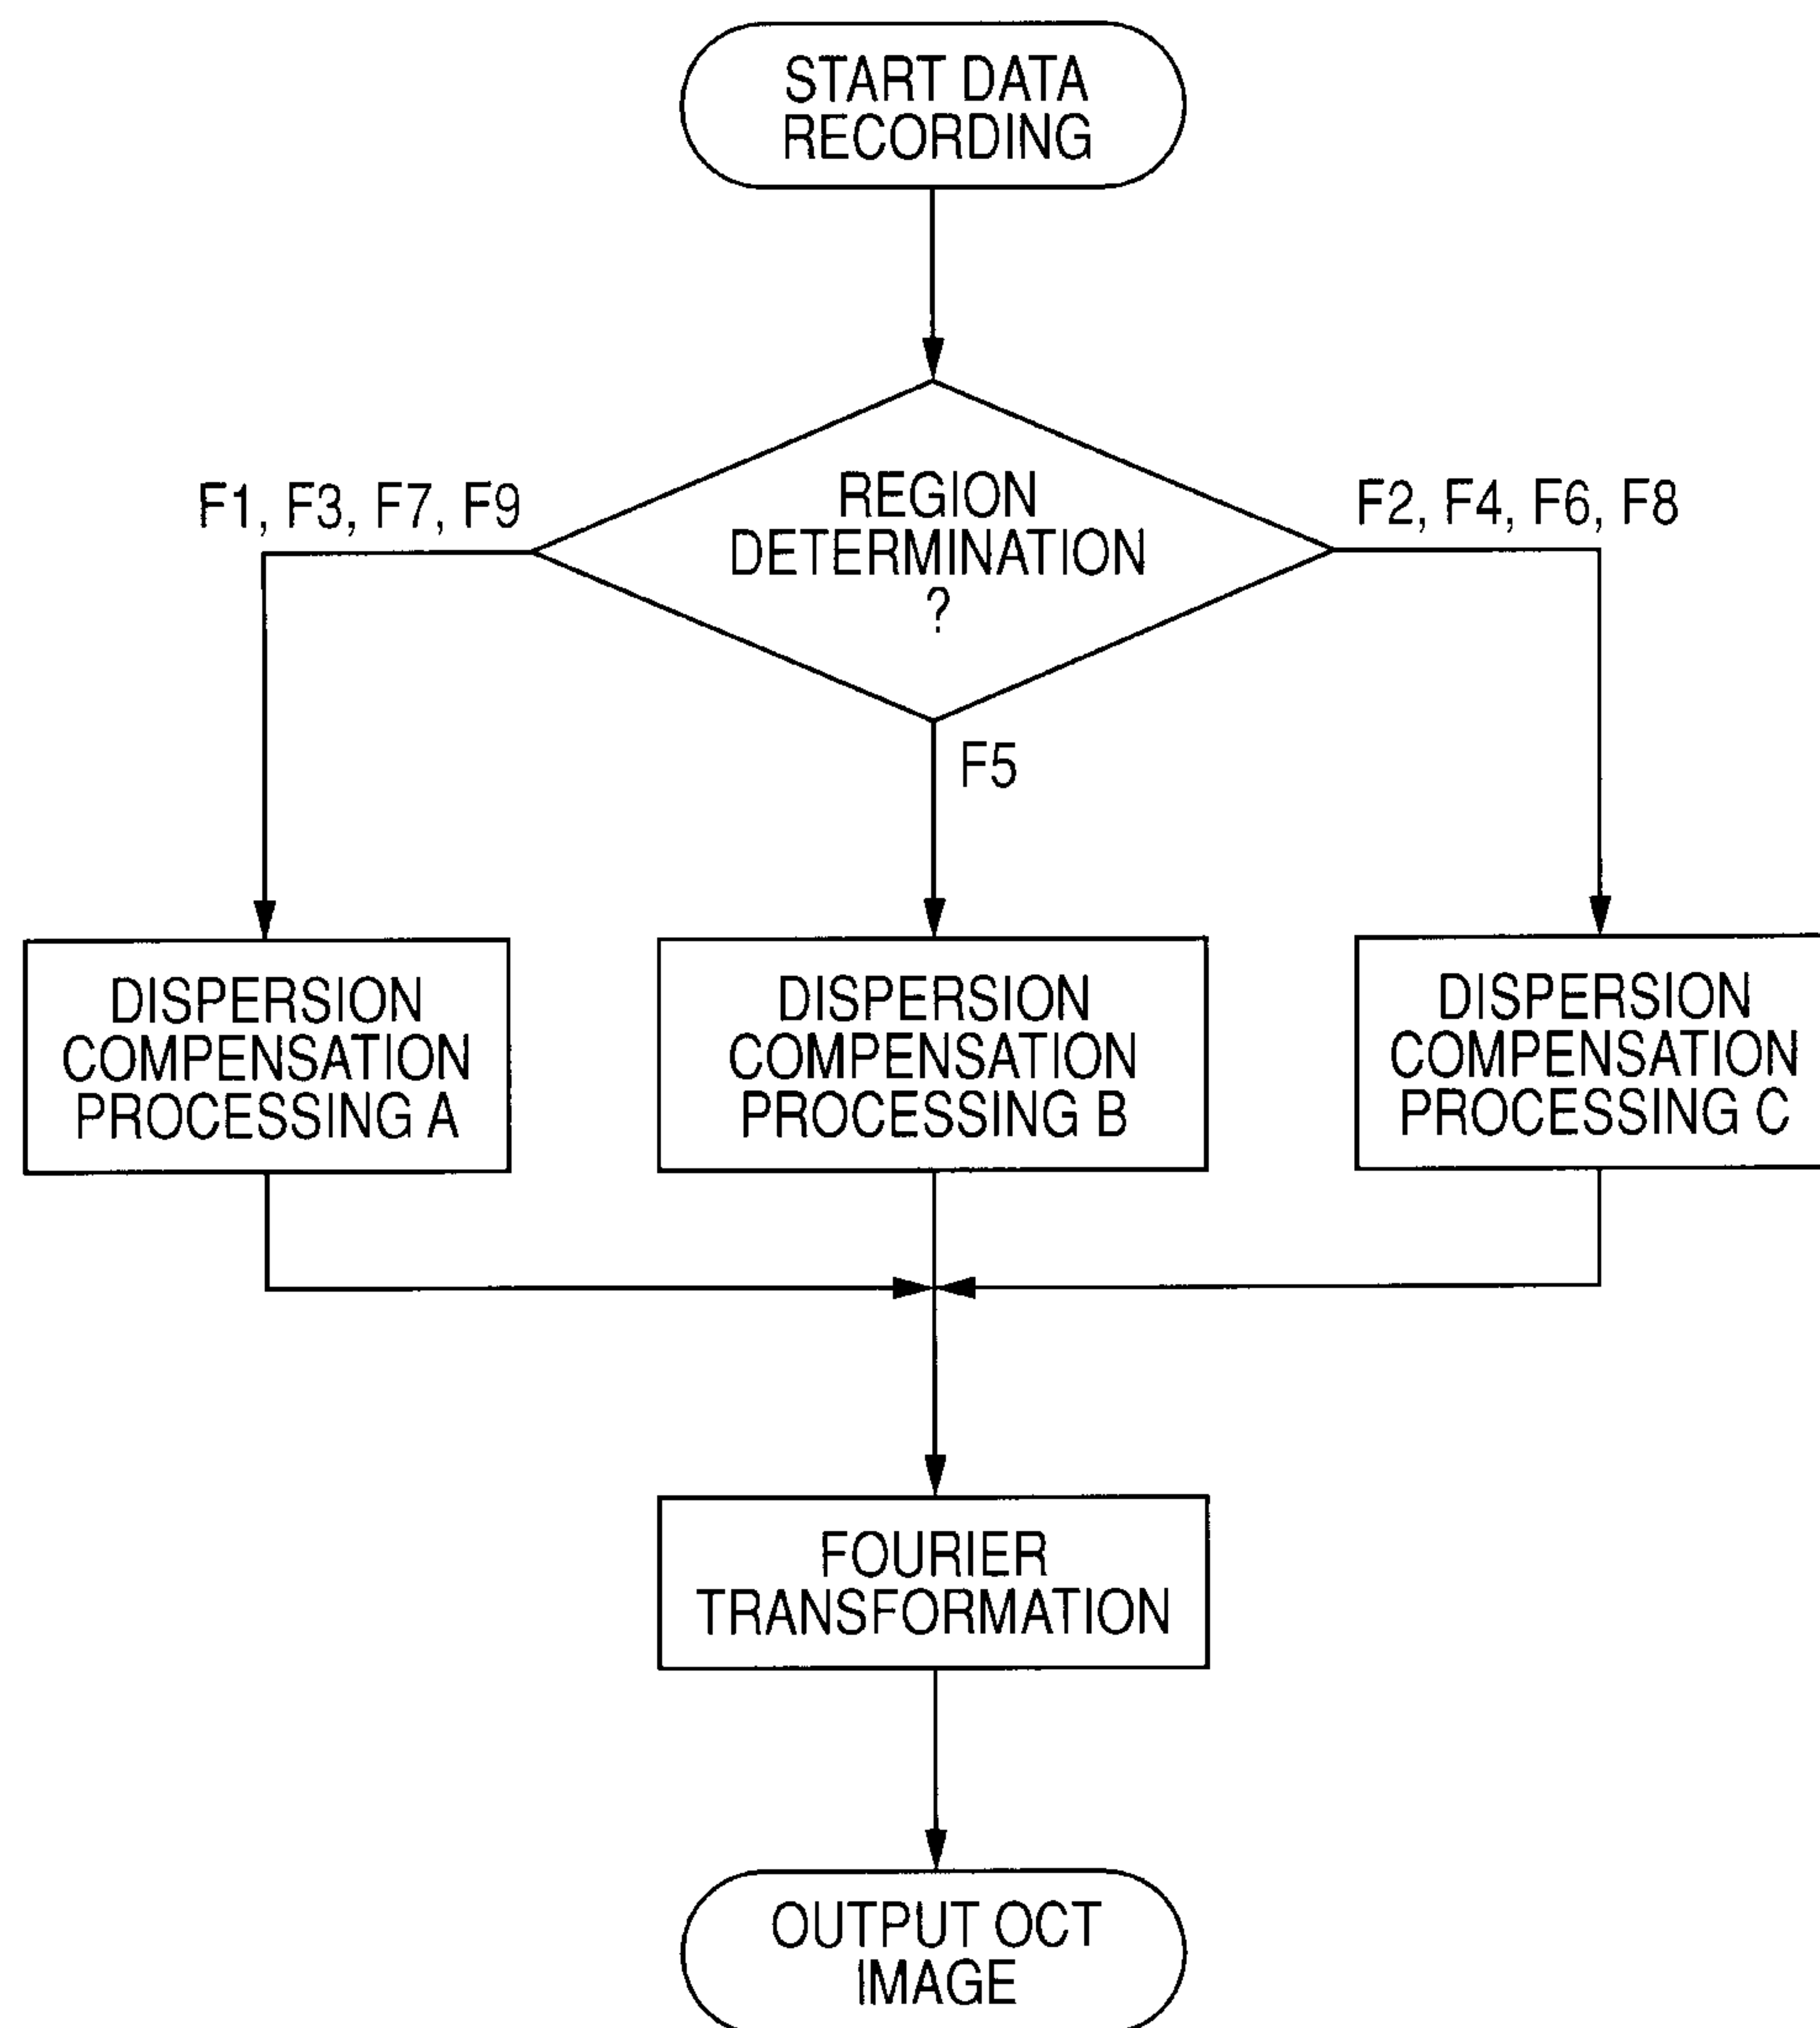 START DATA
RECORDING
REGION
DETERMINATION
?
F1, F3, F7, F9
F2, F4, F6, F8
F5
DISPERSION
COMPENSATION
PROCESSING A
DISPERSION
COMPENSATION
PROCESSING B
DISPERSION
COMPENSATION
PROCESSING C
FOURIER
TRANSFORMATION
OUTPUT OCT
IMAGE